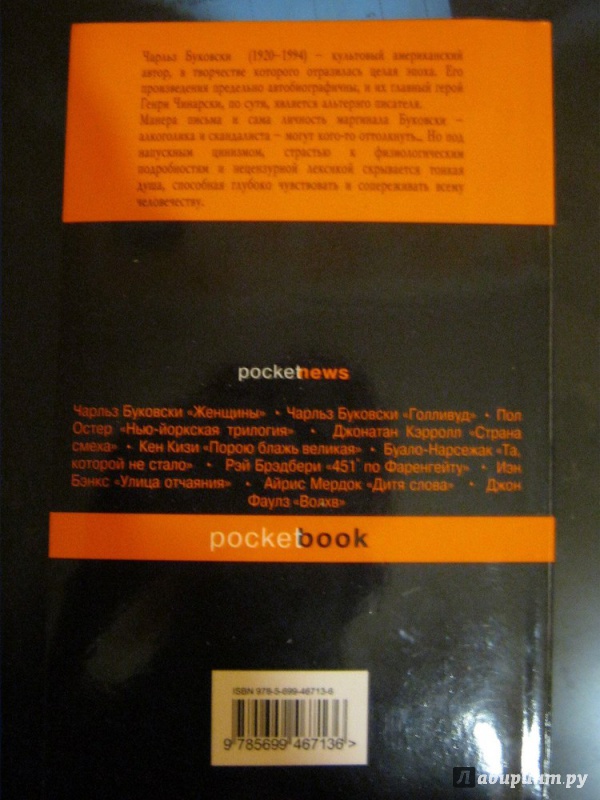 Чарльз Буковски (1920–1994) – культовый американский
автор, в творчестве которого отразилась целая эпоха. Его
произведения предельно автобиографичны, и их главный герой
Генри Чинарски, по сути, является альтерэго писателя.
Манера письма и сама личность маргинала Буковски –
алкоголика и скандалиста – могут кого-то оттолкнуть... Но под
напускным цинизмом, страстью к физиологическим
подробностям и нецензурной лексикой скрывается тонкая
душа, способная глубоко чувствовать и сопереживать всему
человечеству.
pocketnews
Чарльз Буковски «Женщины» • Чарльз Буковски «Голливуд» • Пол
Остер «Нью-йоркская трилогия» • Джонатан Кэрролл «Страна
смеха» • Кен Кизи «Порою блажь великая» • Буало-Нарсежак «Та,
которой не стало» • Рэй Брэдбери «451° по Фаренгейту» • Иэн
Бэнкс «Улица отчаяния» • Айрис Мердок «Дитя слова» • Джон
Фаулз «Волхв»
pocketbook
ISBN 978-5-699-46713-6
9 785699 467136 >
Лабиринт.ру